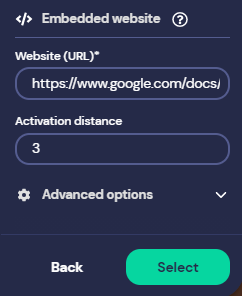 </> Embedded website ?
Website (URL)*
https://www.google.com/docs/
Activation distance
3
Advanced options
Back Select